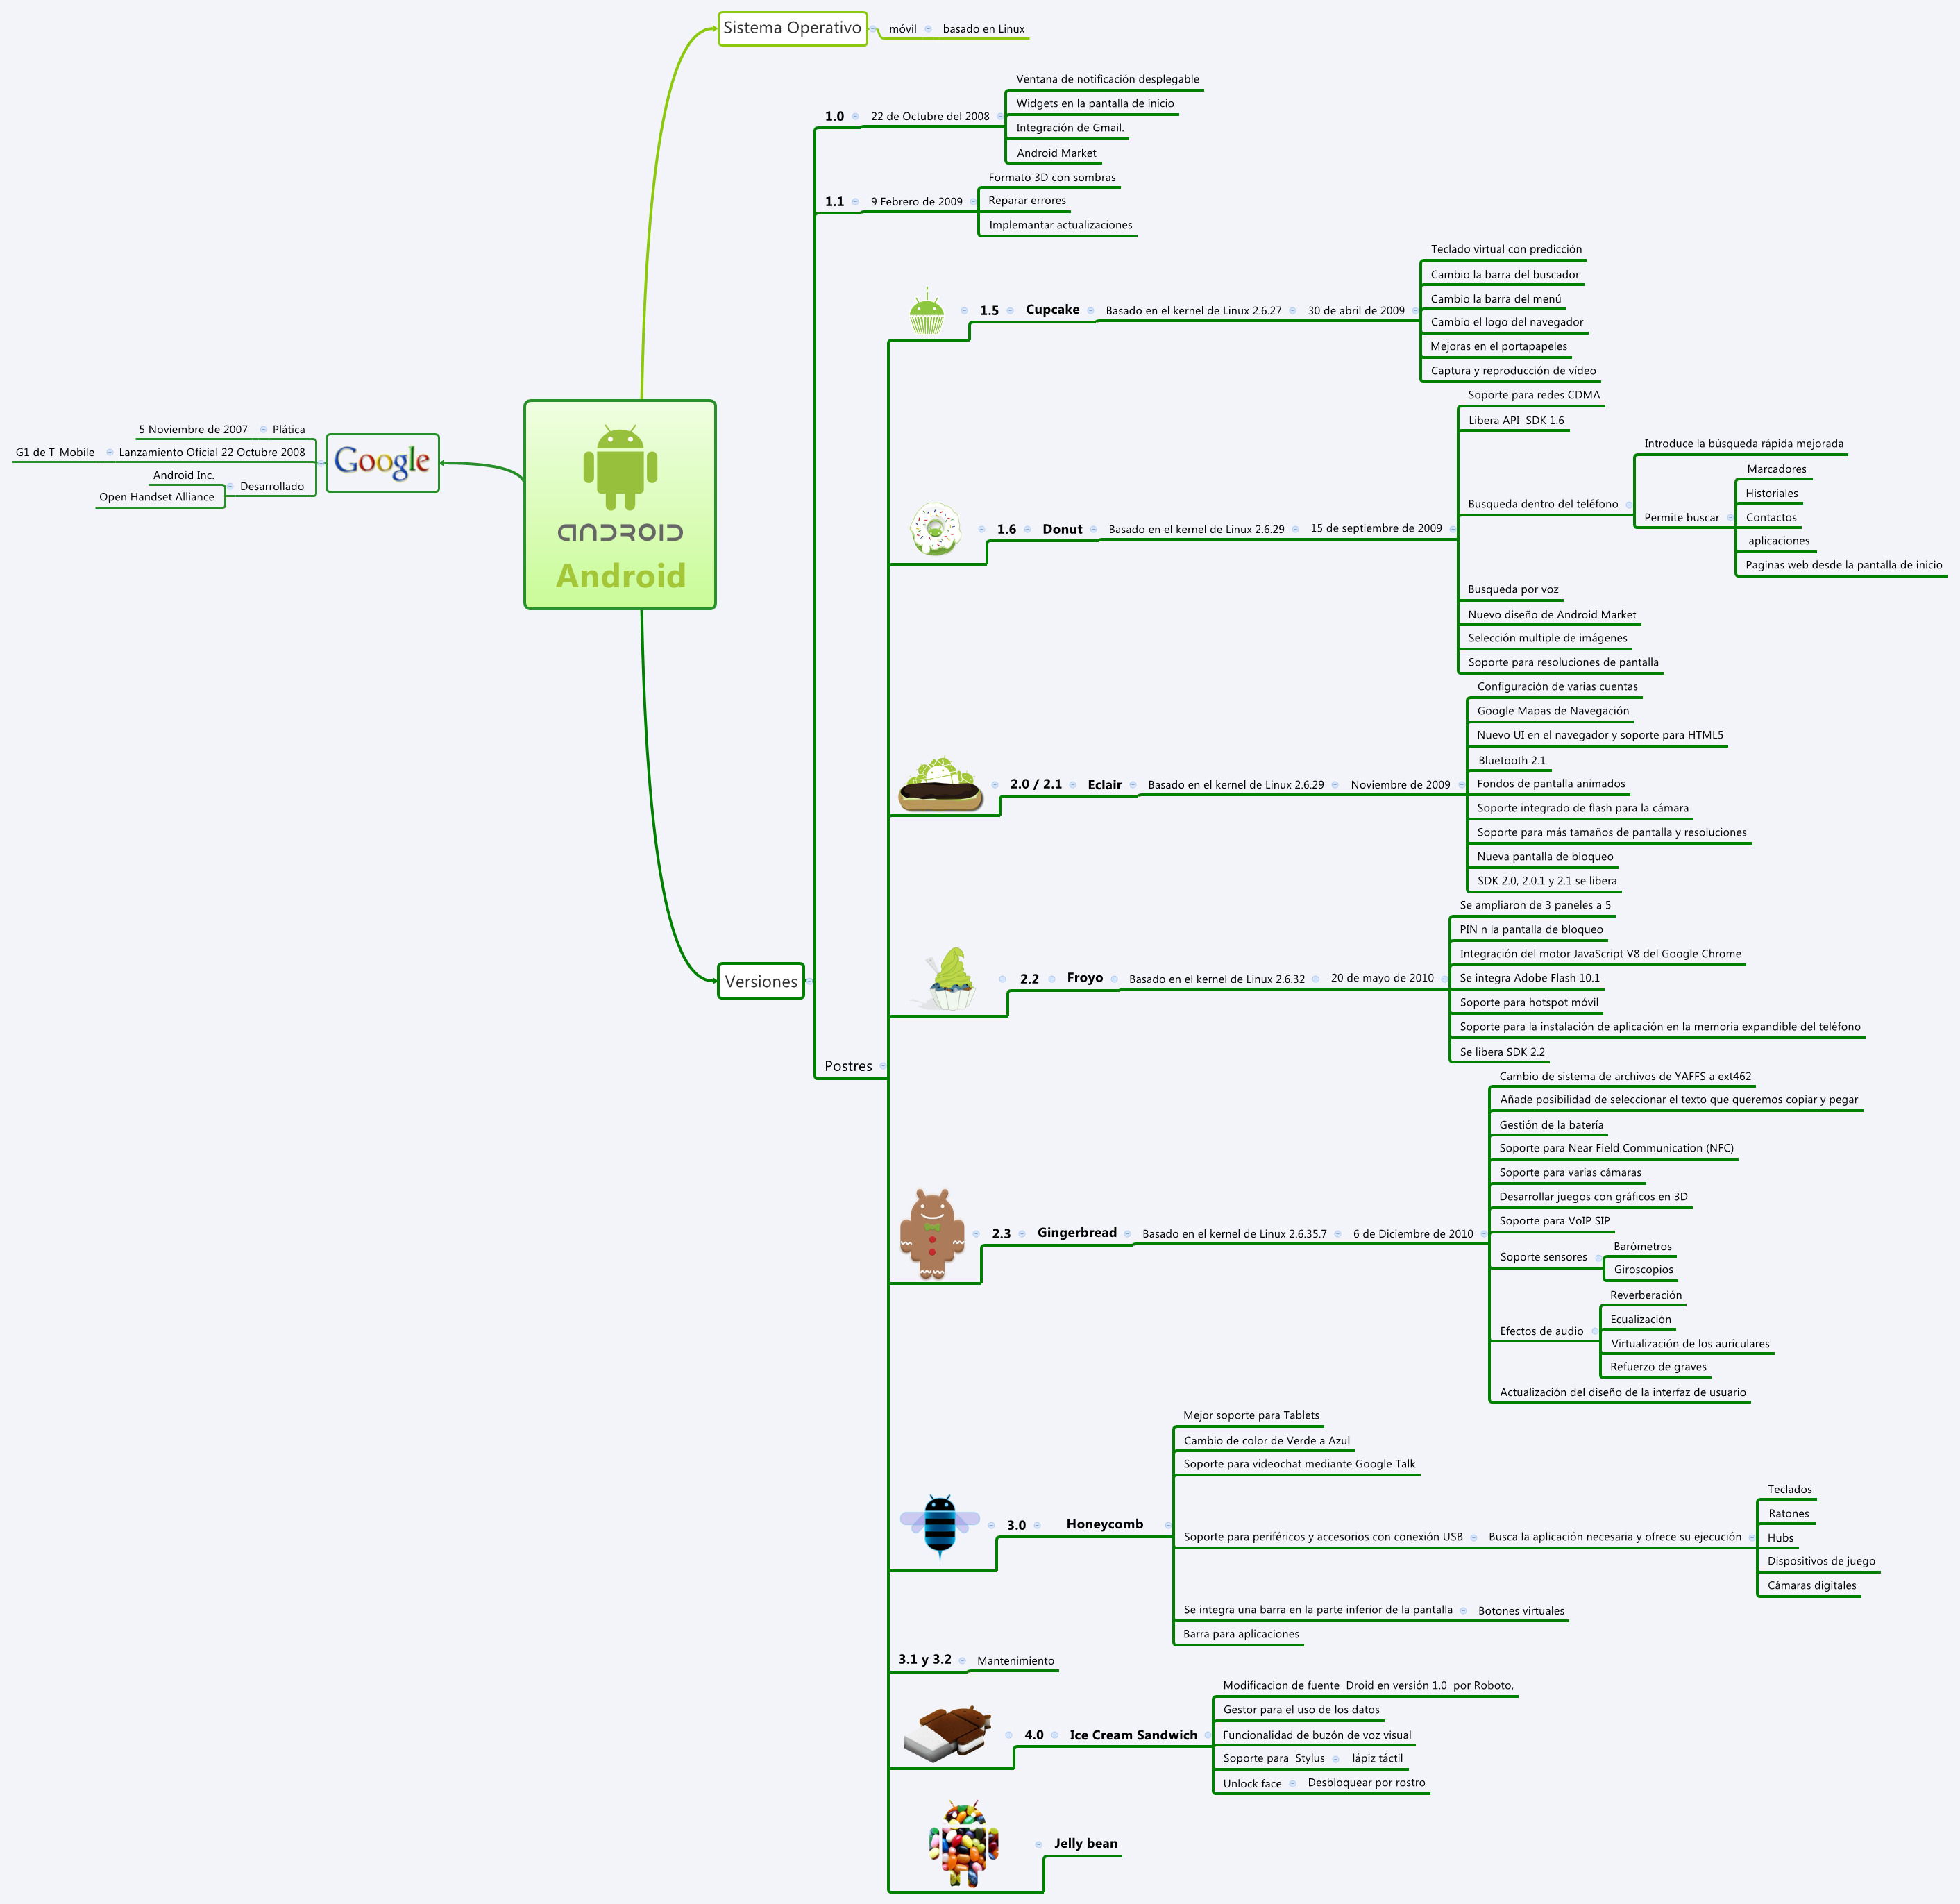 Sistema Operativo
móvil
basado en Linux
5 Noviembre de 2007
Plática
G1 de T-Mobile
Lanzamiento Oficial 22 Octubre 2008
Android Inc.
Open Handset Alliance
Desarrollado
Google
ANDROID
Android
Versiones
1.0
22 de Octubre del 2008
Ventana de notificación desplegable
Widgets en la pantalla de inicio
Integración de Gmail.
Android Market
1.1
9 Febrero de 2009
Formato 3D con sombras
Reparar errores
Implemantar actualizaciones
Postres
1.5
Cupcake
Basado en el kernel de Linux 2.6.27
30 de abril de 2009
Teclado virtual con predicción
Cambio la barra del buscador
Cambio la barra del menú
Cambio el logo del navegador
Mejoras en el portapapeles
Captura y reproducción de vídeo
1.6
Donut
Basado en el kernel de Linux 2.6.29
15 de septiembre de 2009
Soporte para redes CDMA
Libera API  SDK 1.6
Busqueda dentro del teléfono
Introduce la búsqueda rápida mejorada
Permite buscar
Marcadores
Historiales
Contactos
aplicaciones
Paginas web desde la pantalla de inicio
Busqueda por voz
Nuevo diseño de Android Market
Selección multiple de imágenes
Soporte para resoluciones de pantalla
2.0 / 2.1
Eclair
Basado en el kernel de Linux 2.6.29
Noviembre de 2009
Configuración de varias cuentas
Google Mapas de Navegación
Nuevo UI en el navegador y soporte para HTML5
Bluetooth 2.1
Fondos de pantalla animados
Soporte integrado de flash para la cámara
Soporte para más tamaños de pantalla y resoluciones
Nueva pantalla de bloqueo
SDK 2.0, 2.0.1 y 2.1 se libera
2.2
Froyo
Basado en el kernel de Linux 2.6.32
20 de mayo de 2010
Se ampliaron de 3 paneles a 5
PIN n la pantalla de bloqueo
Integración del motor JavaScript V8 del Google Chrome
Se integra Adobe Flash 10.1
Soporte para hotspot móvil
Soporte para la instalación de aplicación en la memoria expandible del teléfono
Se libera SDK 2.2
2.3
Gingerbread
Basado en el kernel de Linux 2.6.35.7
6 de Diciembre de 2010
Cambio de sistema de archivos de YAFFS a ext462
Añade posibilidad de seleccionar el texto que queremos copiar y pegar
Gestión de la batería
Soporte para Near Field Communication (NFC)
Soporte para varias cámaras
Desarrollar juegos con gráficos en 3D
Soporte para VoIP SIP
Soporte sensores
Barómetros
Giroscopios
Efectos de audio
Reverberación
Ecualización
Virtualización de los auriculares
Refuerzo de graves
Actualización del diseño de la interfaz de usuario
3.0
Honeycomb
Mejor soporte para Tablets
Cambio de color de Verde a Azul
Soporte para videochat mediante Google Talk
Soporte para periféricos y accesorios con conexión USB
Busca la aplicación necesaria y ofrece su ejecución
Teclados
Ratones
Hubs
Dispositivos de juego
Cámaras digitales
Se integra una barra en la parte inferior de la pantalla
Botones virtuales
Barra para aplicaciones
3.1 y 3.2
Mantenimiento
4.0
Ice Cream Sandwich
Modificacion de fuente  Droid en versión 1.0  por Roboto,
Gestor para el uso de los datos
Funcionalidad de buzón de voz visual
Soporte para  Stylus
lápiz táctil
Unlock face
Desbloquear por rostro
Jelly bean